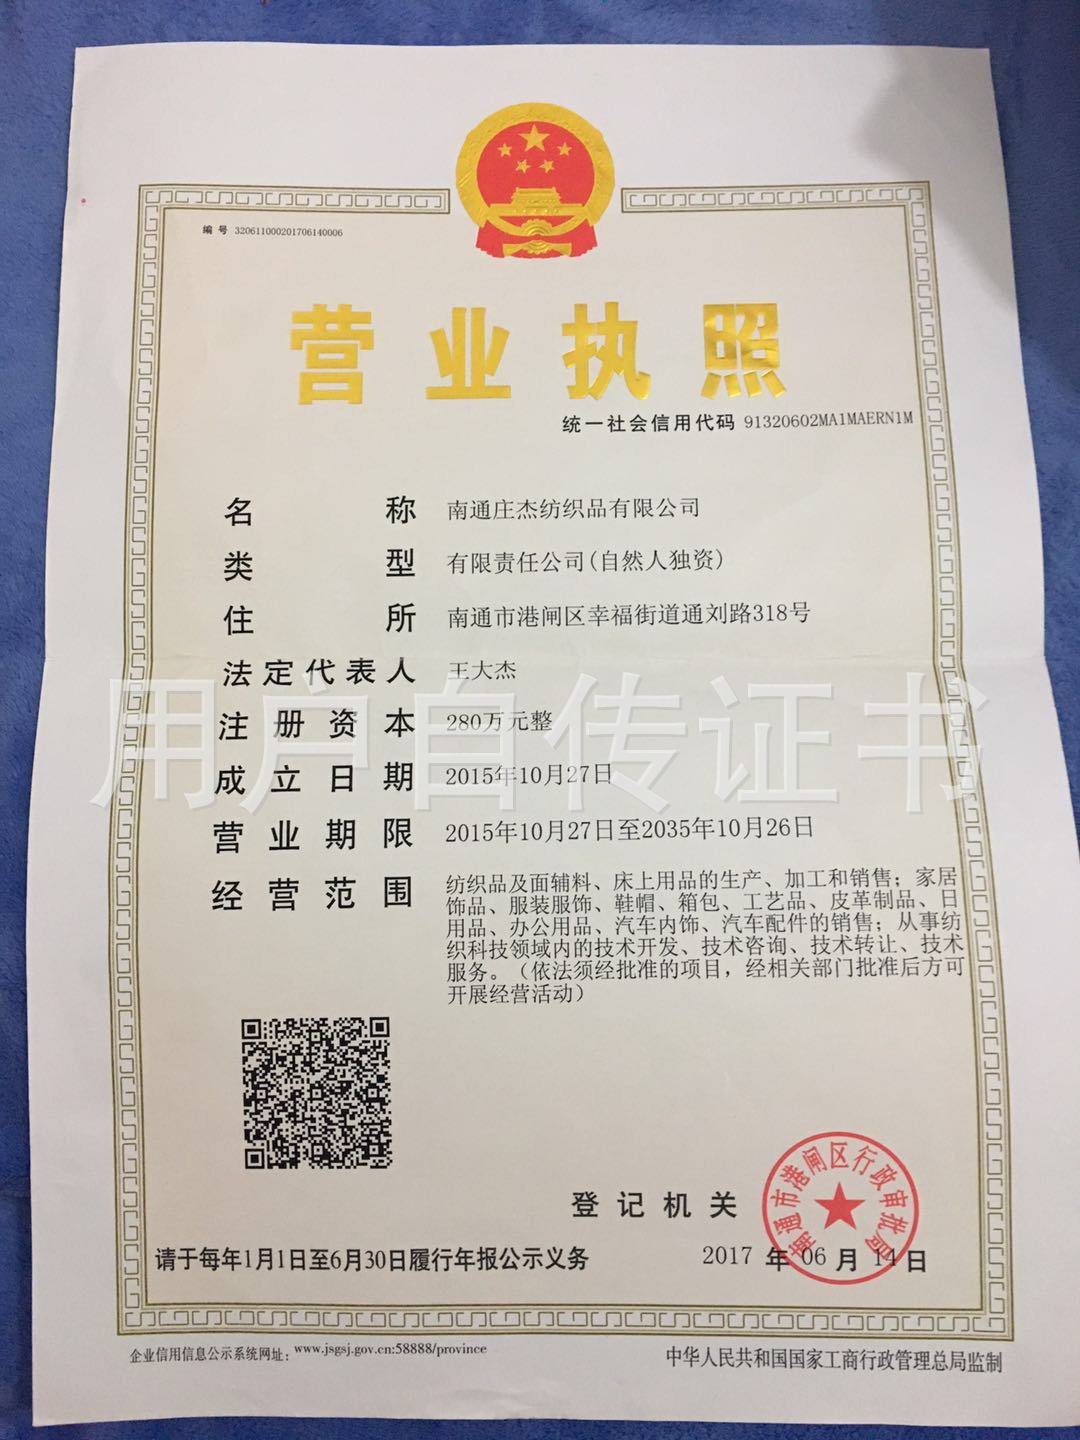 编号 320611000201706140006
营业执照
统一社会信用代码 91320602MA1MAERN1M
名称 南通庄杰纺织品有限公司
类型 有限责任公司(自然人独资)
住所 南通市港闸区幸福街道通刘路318号
法定代表人 王大杰
注册资本 280万元整
成立日期 2015年10月27日
营业期限 2015年10月27日至2035年10月26日
经营范围 纺织品及面辅料、床上用品的生产、加工和销售；家居
饰品、服装服饰、鞋帽、箱包、工艺品、皮革制品、日
用品、办公用品、汽车内饰、汽车配件的销售；从事纺
织科技领域内的技术开发、技术咨询、技术转让、技术
服务。（依法须经批准的项目，经相关部门批准后方可
开展经营活动）
用户自传证书
登记机关
南通市港闸区行政审批局
请于每年1月1日至6月30日履行年报公示义务
2017 年 06 月 14 日
企业信用信息公示系统网址：www.jsgsj.gov.cn:58888/province
中华人民共和国国家工商行政管理总局监制